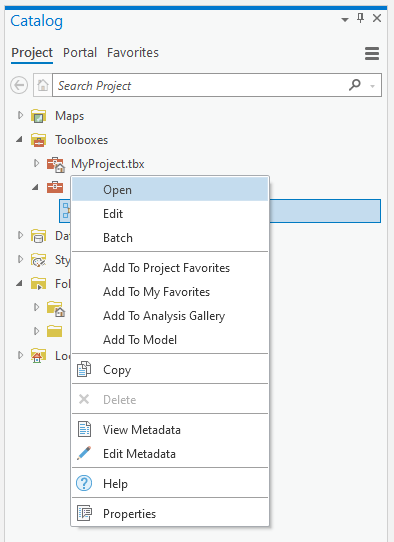 Catalog
Project Portal Favorites
Search Project
Maps
Toolboxes
MyProject.tbx
Open
Edit
Batch
Add To Project Favorites
Add To My Favorites
Add To Analysis Gallery
Add To Model
Copy
Delete
View Metadata
Edit Metadata
Help
Properties
Dat
Sty
Fol
Loc